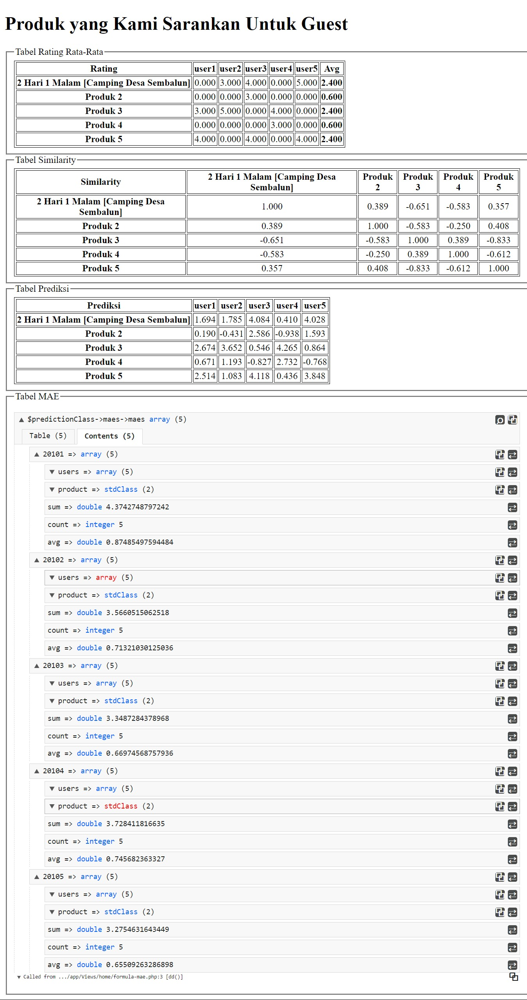 Produk yang Kami Sarankan Untuk Guest
Tabel Rating Rata-Rata
Rating user1 user2 user3 user4 user5 Avg
2 Hari 1 Malam [Camping Desa Sembalun] 0.000 3.000 4.000 0.000 5.000 2.400
Produk 2 0.000 0.000 3.000 0.000 0.000 0.600
Produk 3 3.000 5.000 0.000 4.000 0.000 2.400
Produk 4 0.000 0.000 0.000 3.000 0.000 0.600
Produk 5 4.000 0.000 4.000 0.000 4.000 2.400
Tabel Similarity
Similarity 2 Hari 1 Malam [Camping Desa Sembalun] Produk 2 Produk 3 Produk 4 Produk 5
2 Hari 1 Malam [Camping Desa Sembalun] 1.000 0.389 -0.651 -0.583 0.357
Produk 2 0.389 1.000 -0.583 -0.250 0.408
Produk 3 -0.651 -0.583 1.000 0.389 -0.833
Produk 4 -0.583 -0.250 0.389 1.000 -0.612
Produk 5 0.357 0.408 -0.833 -0.612 1.000
Tabel Prediksi
Prediksi user1 user2 user3 user4 user5
2 Hari 1 Malam [Camping Desa Sembalun] 1.694 1.785 4.084 0.410 4.028
Produk 2 0.190 -0.431 2.586 -0.938 1.593
Produk 3 2.674 3.652 0.546 4.265 0.864
Produk 4 0.671 1.193 -0.827 2.732 -0.768
Produk 5 2.514 1.083 4.118 0.436 3.848
Tabel MAE
▲ $predictionClass->maes->maes array (5)
Table (5) Contents (5)
▲ 20101 => array (5)
▼ users => array (5)
▼ product => stdClass (2)
sum => double 4.3742748797242
count => integer 5
avg => double 0.87485497594484
▲ 20102 => array (5)
▼ users => array (5)
▼ product => stdClass (2)
sum => double 3.5660515062518
count => integer 5
avg => double 0.71321030125036
▲ 20103 => array (5)
▼ users => array (5)
▼ product => stdClass (2)
sum => double 3.3487284378968
count => integer 5
avg => double 0.66974568757936
▲ 20104 => array (5)
▼ users => array (5)
▼ product => stdClass (2)
sum => double 3.728411816635
count => integer 5
avg => double 0.745682363327
▲ 20105 => array (5)
▼ users => array (5)
▼ product => stdClass (2)
sum => double 3.2754631643449
count => integer 5
avg => double 0.65509263286898
▼ Called from .../app/Views/home/formula-mae.php:3 [dd()]